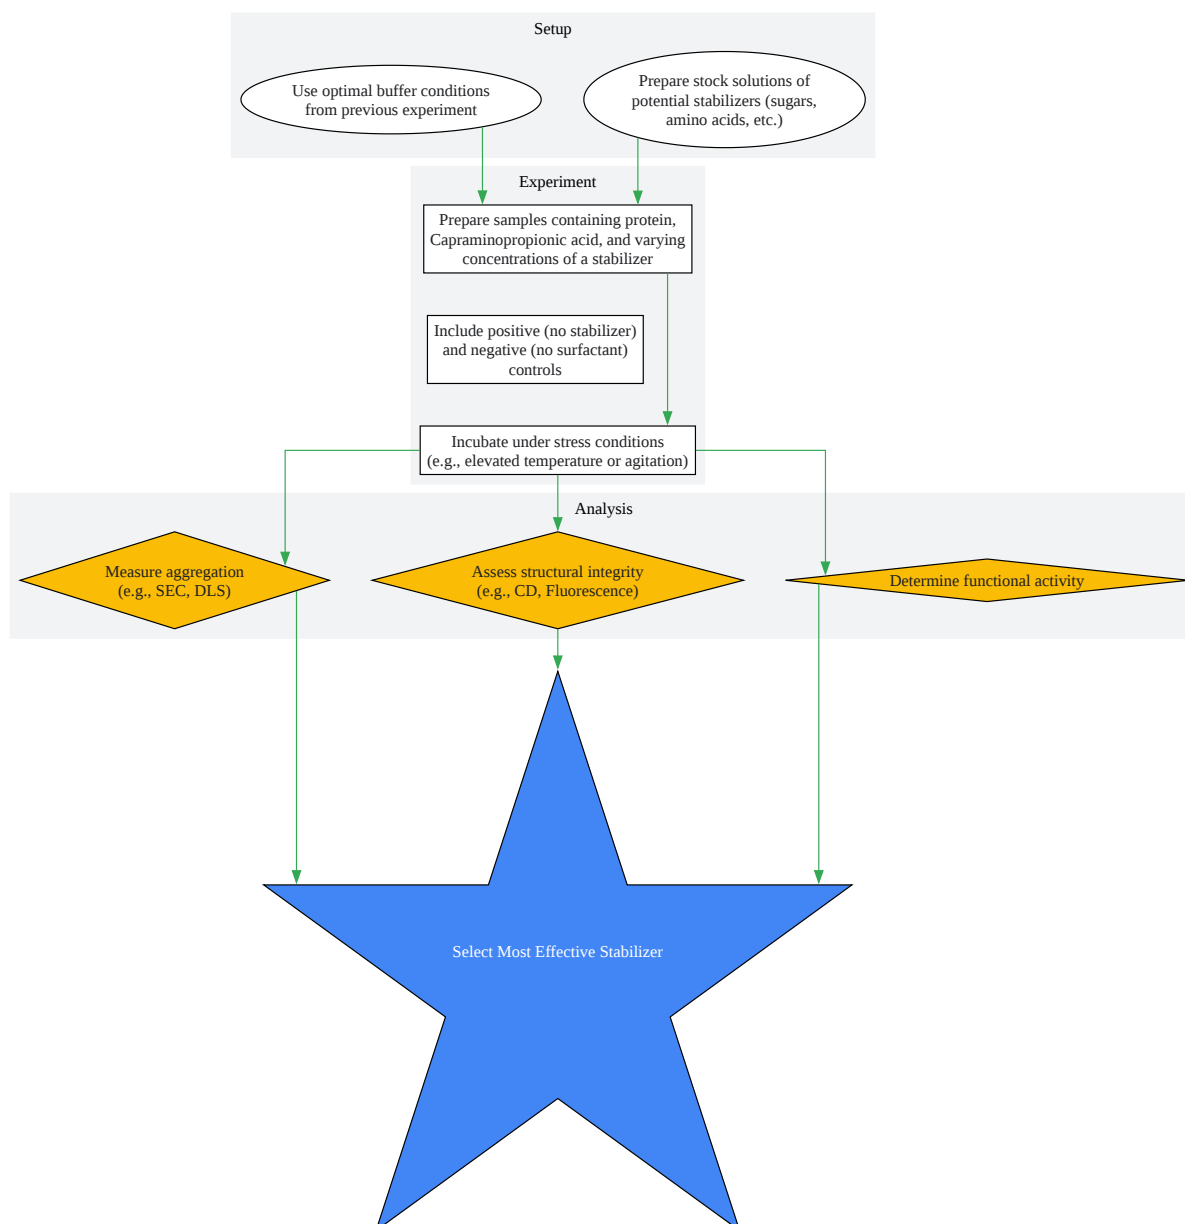 Setup
Use optimal buffer conditions
from previous experiment
Prepare stock solutions of
potential stabilizers (sugars,
amino acids, etc.)
Experiment
Prepare samples containing protein,
Capraminopropionic acid, and varying
concentrations of a stabilizer
Include positive (no stabilizer)
and negative (no surfactant)
controls
Incubate under stress conditions
(e.g., elevated temperature or agitation)
Analysis
Measure aggregation
(e.g., SEC, DLS)
Assess structural integrity
(e.g., CD, Fluorescence)
Determine functional activity
Select Most Effective Stabilizer